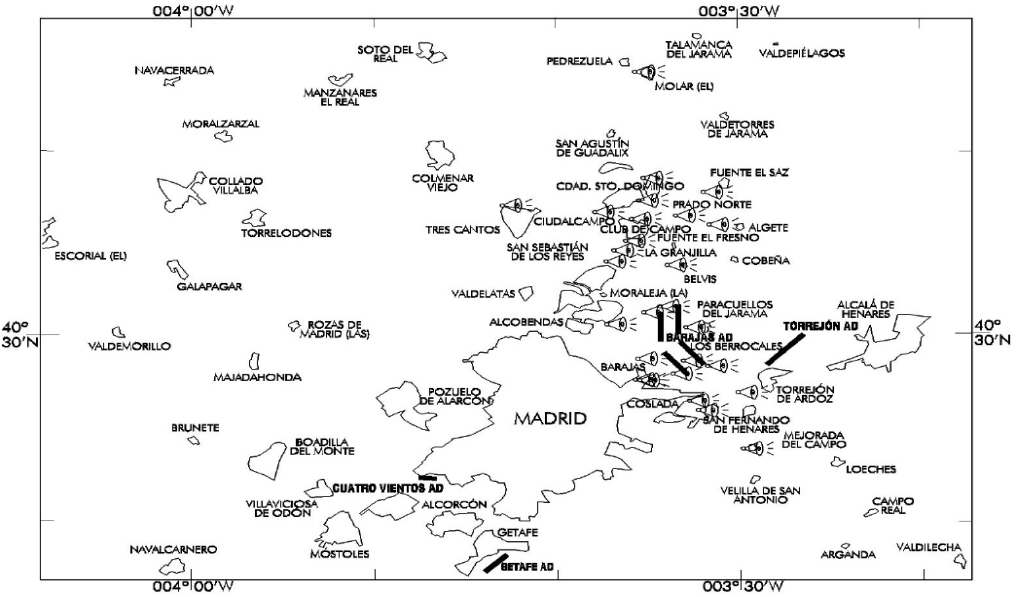 004° 00'W
003° 30'W
SOTO DEL
REAL
TALAMANCA
DEL JARAMA
VALDEPIÉLAGOS
PEDREZUELA
NAVACERRADA
MOLAR (EL)
MANZANARES
EL REAL
MORALZARZAL
VALDETORRES
DE JARAMA
SAN AGUSTÍN
DE GUADALIX
FUENTE EL SAZ
COLLADO
VILLALBA
COLMENAR
VIEJO
CDAD. STO. DOMINGO
PRADO NORTE
TORRELODONES
TRES CANTOS
CIUDALCAMPO
CLUB DE CAMPO
ALGETE
FUENTE EL FRESNO
SAN SEBASTIÁN
DE LOS REYES
LA GRANJILLA
ESCORIAL (EL)
COBEÑA
BELVIS
GALAPAGAR
VALDELATAS
MORALEJA (LA)
PARACUELLOS
DEL JARAMA
ALCALÁ DE
HENARES
ALCOBENDAS
TORREJÓN AD
40°
30'N
ROZAS DE
MADRID (LAS)
40°
30'N
BARAJAS AD
LOS BERROCALES
VALDEMORILLO
BARAJAS
MAJADAHONDA
POZUELO
DE ALARCÓN
TORREJÓN
DE ARDOZ
COSLADA
MADRID
SAN FERNANDO
DE HENARES
BRUNETE
MEJORADA
DEL CAMPO
BOADILLA
DEL MONTE
LOECHES
CUATRO VIENTOS AD
VELILLA DE SAN
ANTONIO
VILLAVICIOSA
DE ODÓN
ALCORCÓN
CAMPO
REAL
GETAFE
NAVALCARNERO
MÓSTOLES
ARGANDA
VALDILECHA
BETAFE AD
004° 00'W
003° 30'W